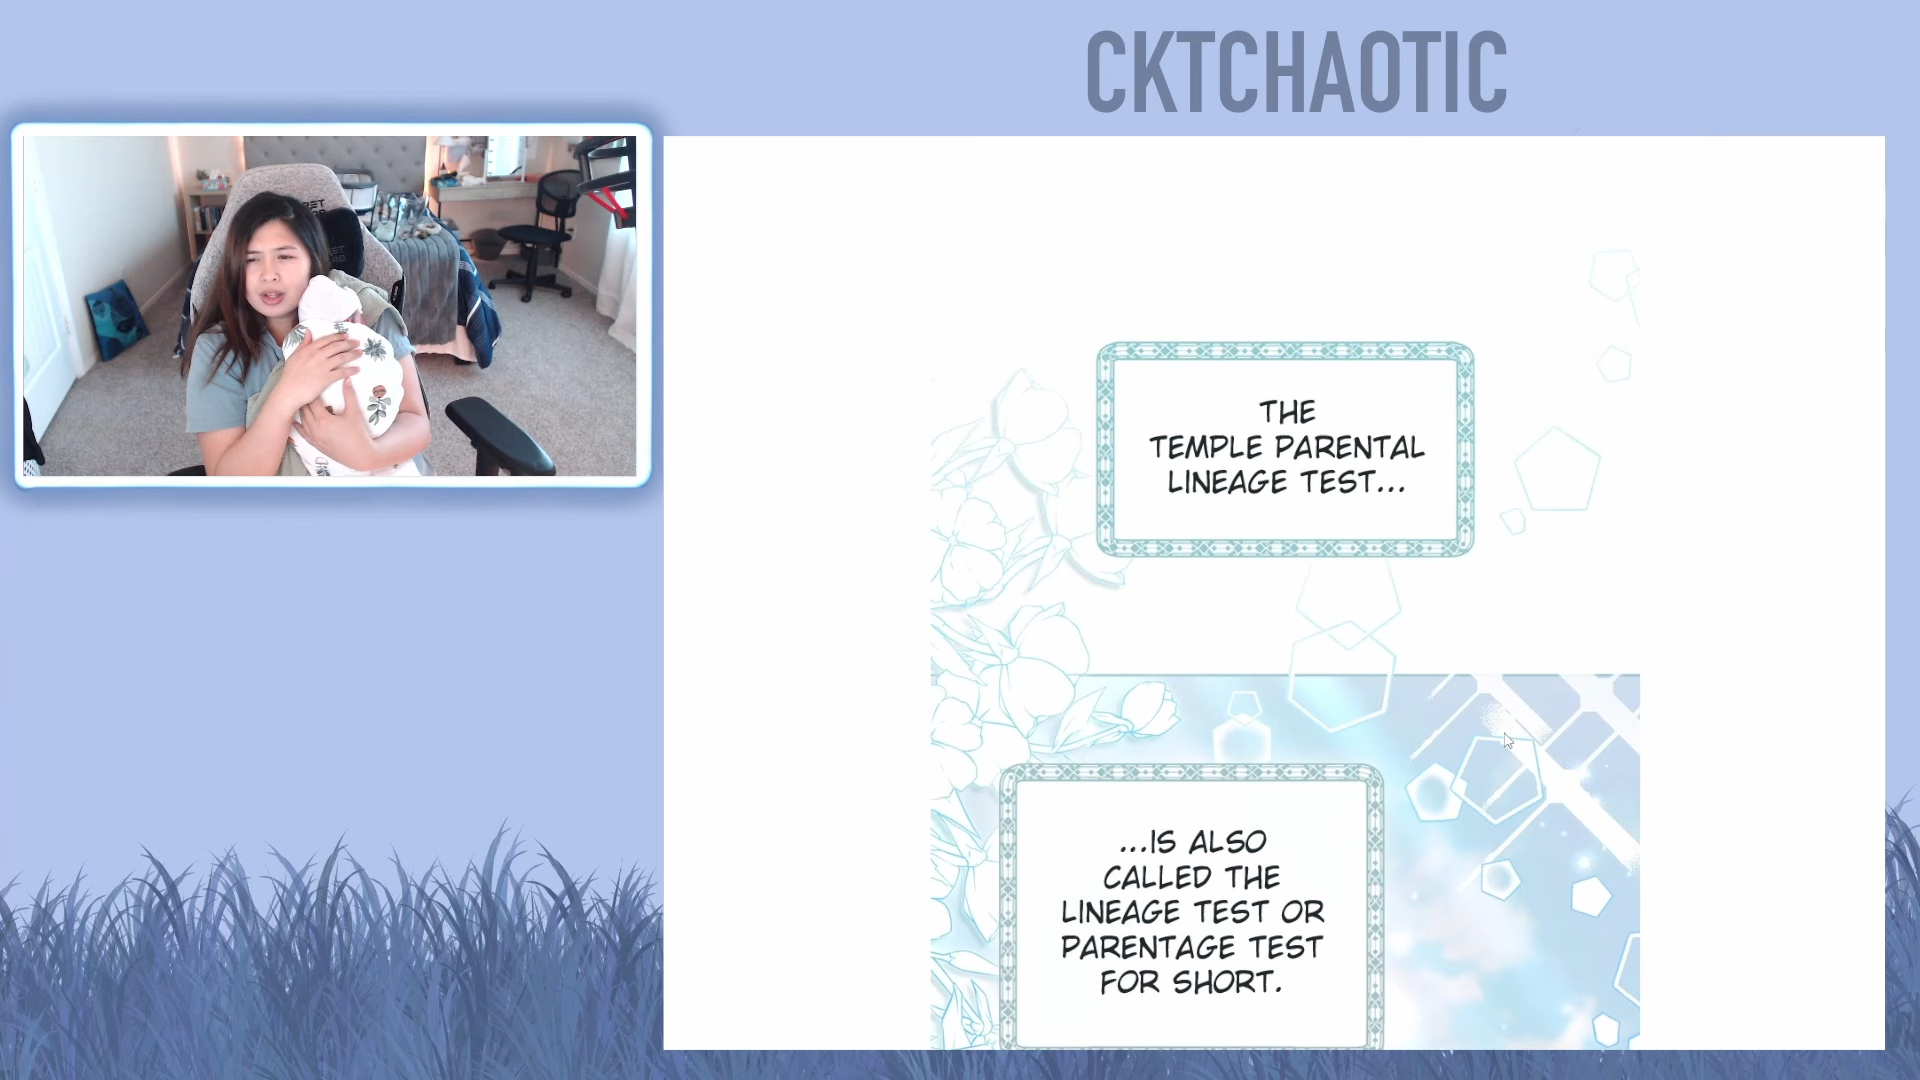 CKTCHAOTIC
THE
TEMPLE PARENTAL
LINEAGE TEST...
...IS ALSO
CALLED THE
LINEAGE TEST OR
PARENTAGE TEST
FOR SHORT.